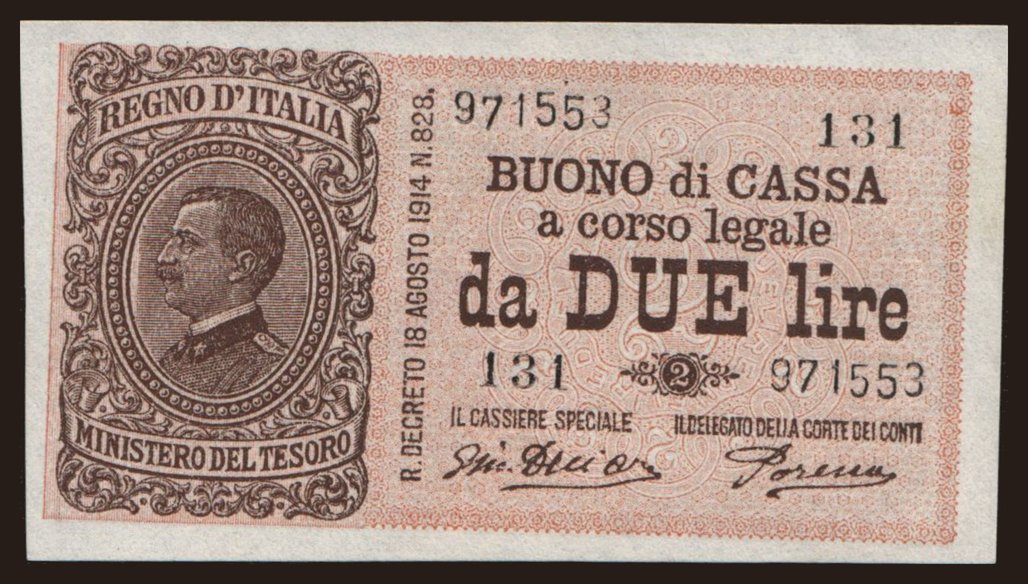 REGNO D'ITALIA
MINISTERO DEL TESORO
R. DECRETO 18 AGOSTO 1914 N. 828.
971553
131
BUONO di CASSA
a corso legale
da DUE lire
131
2
971553
IL CASSIERE SPECIALE
IL DELEGATO DELLA CORTE DEI CONTI
Porena